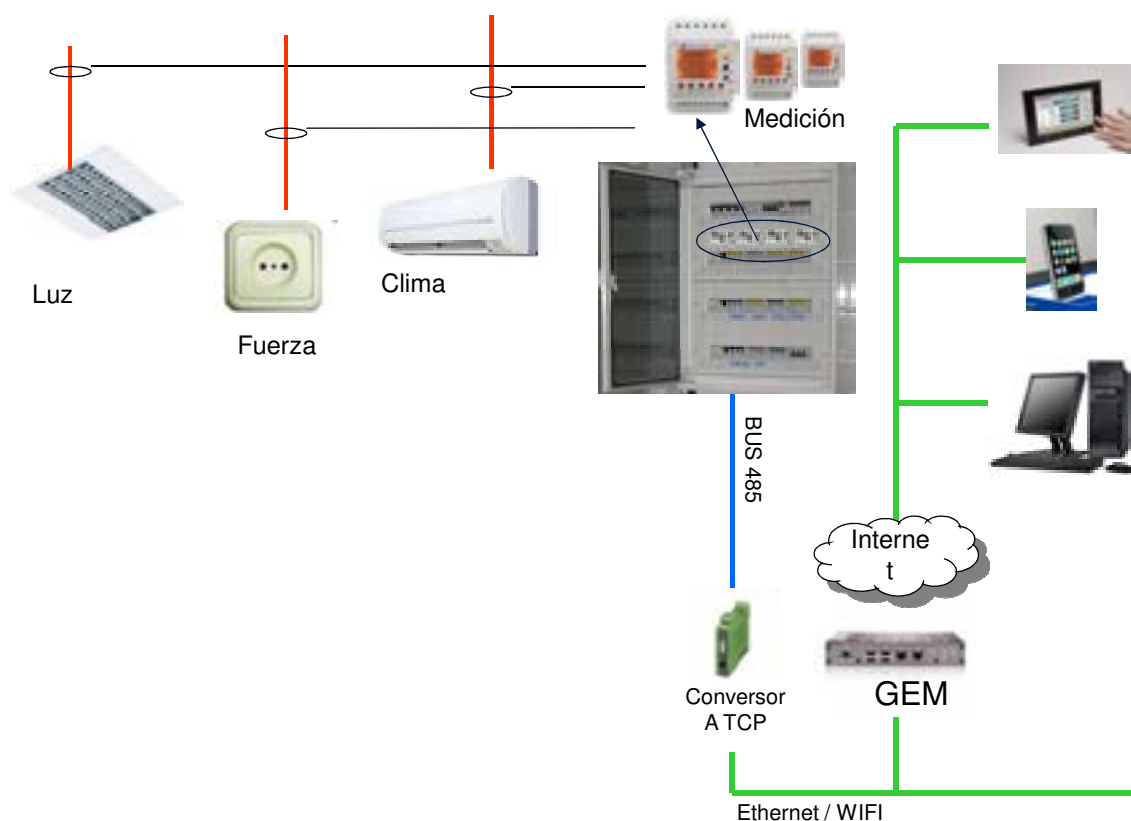 Medición
Luz
Clima
Fuerza
BUS 485
Interne
t
Conversor
A TCP
GEM
Ethernet / WIFI